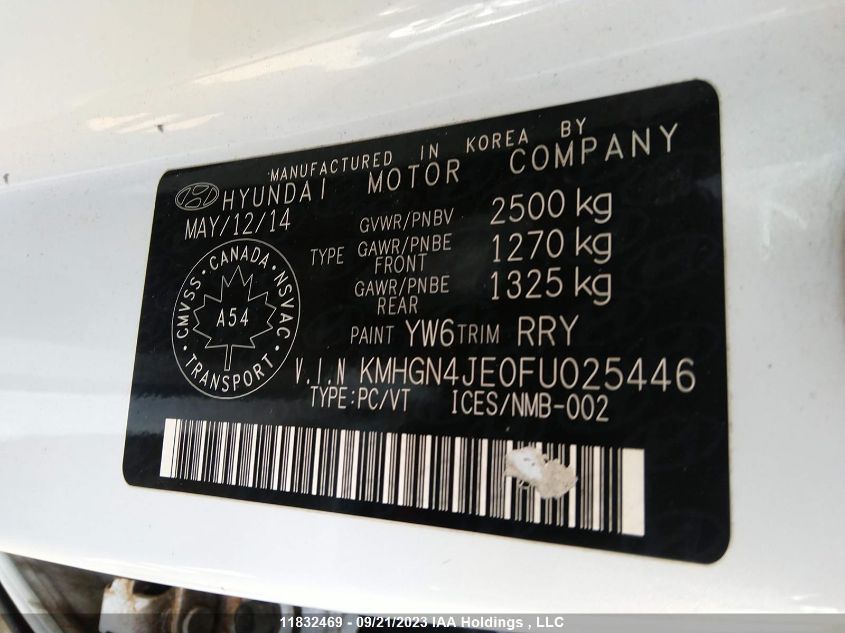 MANUFACTURED IN KOREA BY
HYUNDAI MOTOR COMPANY
MAY/12/14
GVWR/PNBV 2500 kg
TYPE GAWR/PNBE FRONT 1270 kg
GAWR/PNBE REAR 1325 kg
CMVSS · CANADA · NSVAC
A54
TRANSPORT
PAINT YW6 TRIM RRY
V.I.N KMHGN4JE0FU025446
TYPE:PC/VT ICES/NMB-002
11832469 - 09/21/2023 IAA Holdings , LLC